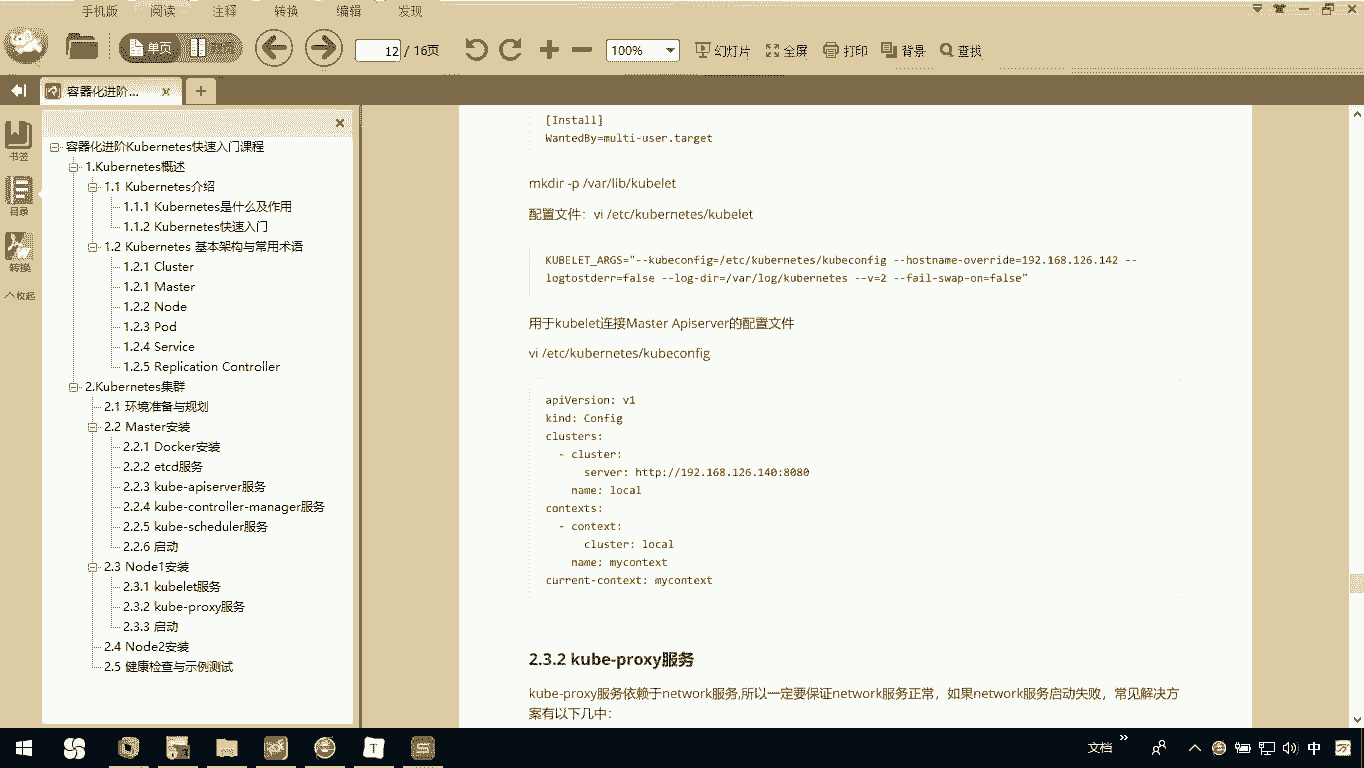 手机版 阅读 注释 转换 编辑 发现
单页 12 / 16页 100% 幻灯片 全屏 打印 背景 查找
容器化进阶...
书签
目录
转换
收起
容器化进阶Kubernetes快速入门课程
1.Kubernetes概述
1.1 Kubernetes介绍
1.1.1 Kubernetes是什么及作用
1.1.2 Kubernetes快速入门
1.2 Kubernetes 基本架构与常用术语
1.2.1 Cluster
1.2.1 Master
1.2.2 Node
1.2.3 Pod
1.2.4 Service
1.2.5 Replication Controller
2.Kubernetes集群
2.1 环境准备与规划
2.2 Master安装
2.2.1 Docker安装
2.2.2 etcd服务
2.2.3 kube-apiserver服务
2.2.4 kube-controller-manager服务
2.2.5 kube-scheduler服务
2.2.6 启动
2.3 Node1安装
2.3.1 kubelet服务
2.3.2 kube-proxy服务
2.3.3 启动
2.4 Node2安装
2.5 健康检查与示例测试
[Install]
WantedBy=multi-user.target
mkdir -p /var/lib/kubelet
配置文件：vi /etc/kubernetes/kubelet
KUBELET_ARGS="--kubeconfig=/etc/kubernetes/kubeconfig --hostname-override=192.168.126.142 --
logtostderr=false --log-dir=/var/log/kubernetes --v=2 --fail-swap-on=false"
用于kubelet连接Master Apiserver的配置文件
vi /etc/kubernetes/kubeconfig
apiVersion: v1
kind: Config
clusters:
- cluster:
server: http://192.168.126.140:8080
name: local
contexts:
- context:
cluster: local
name: mycontext
current-context: mycontext
2.3.2 kube-proxy服务
kube-proxy服务依赖于network服务,所以一定要保证network服务正常，如果network服务启动失败，常见解决方
案有以下几中：
文档 中